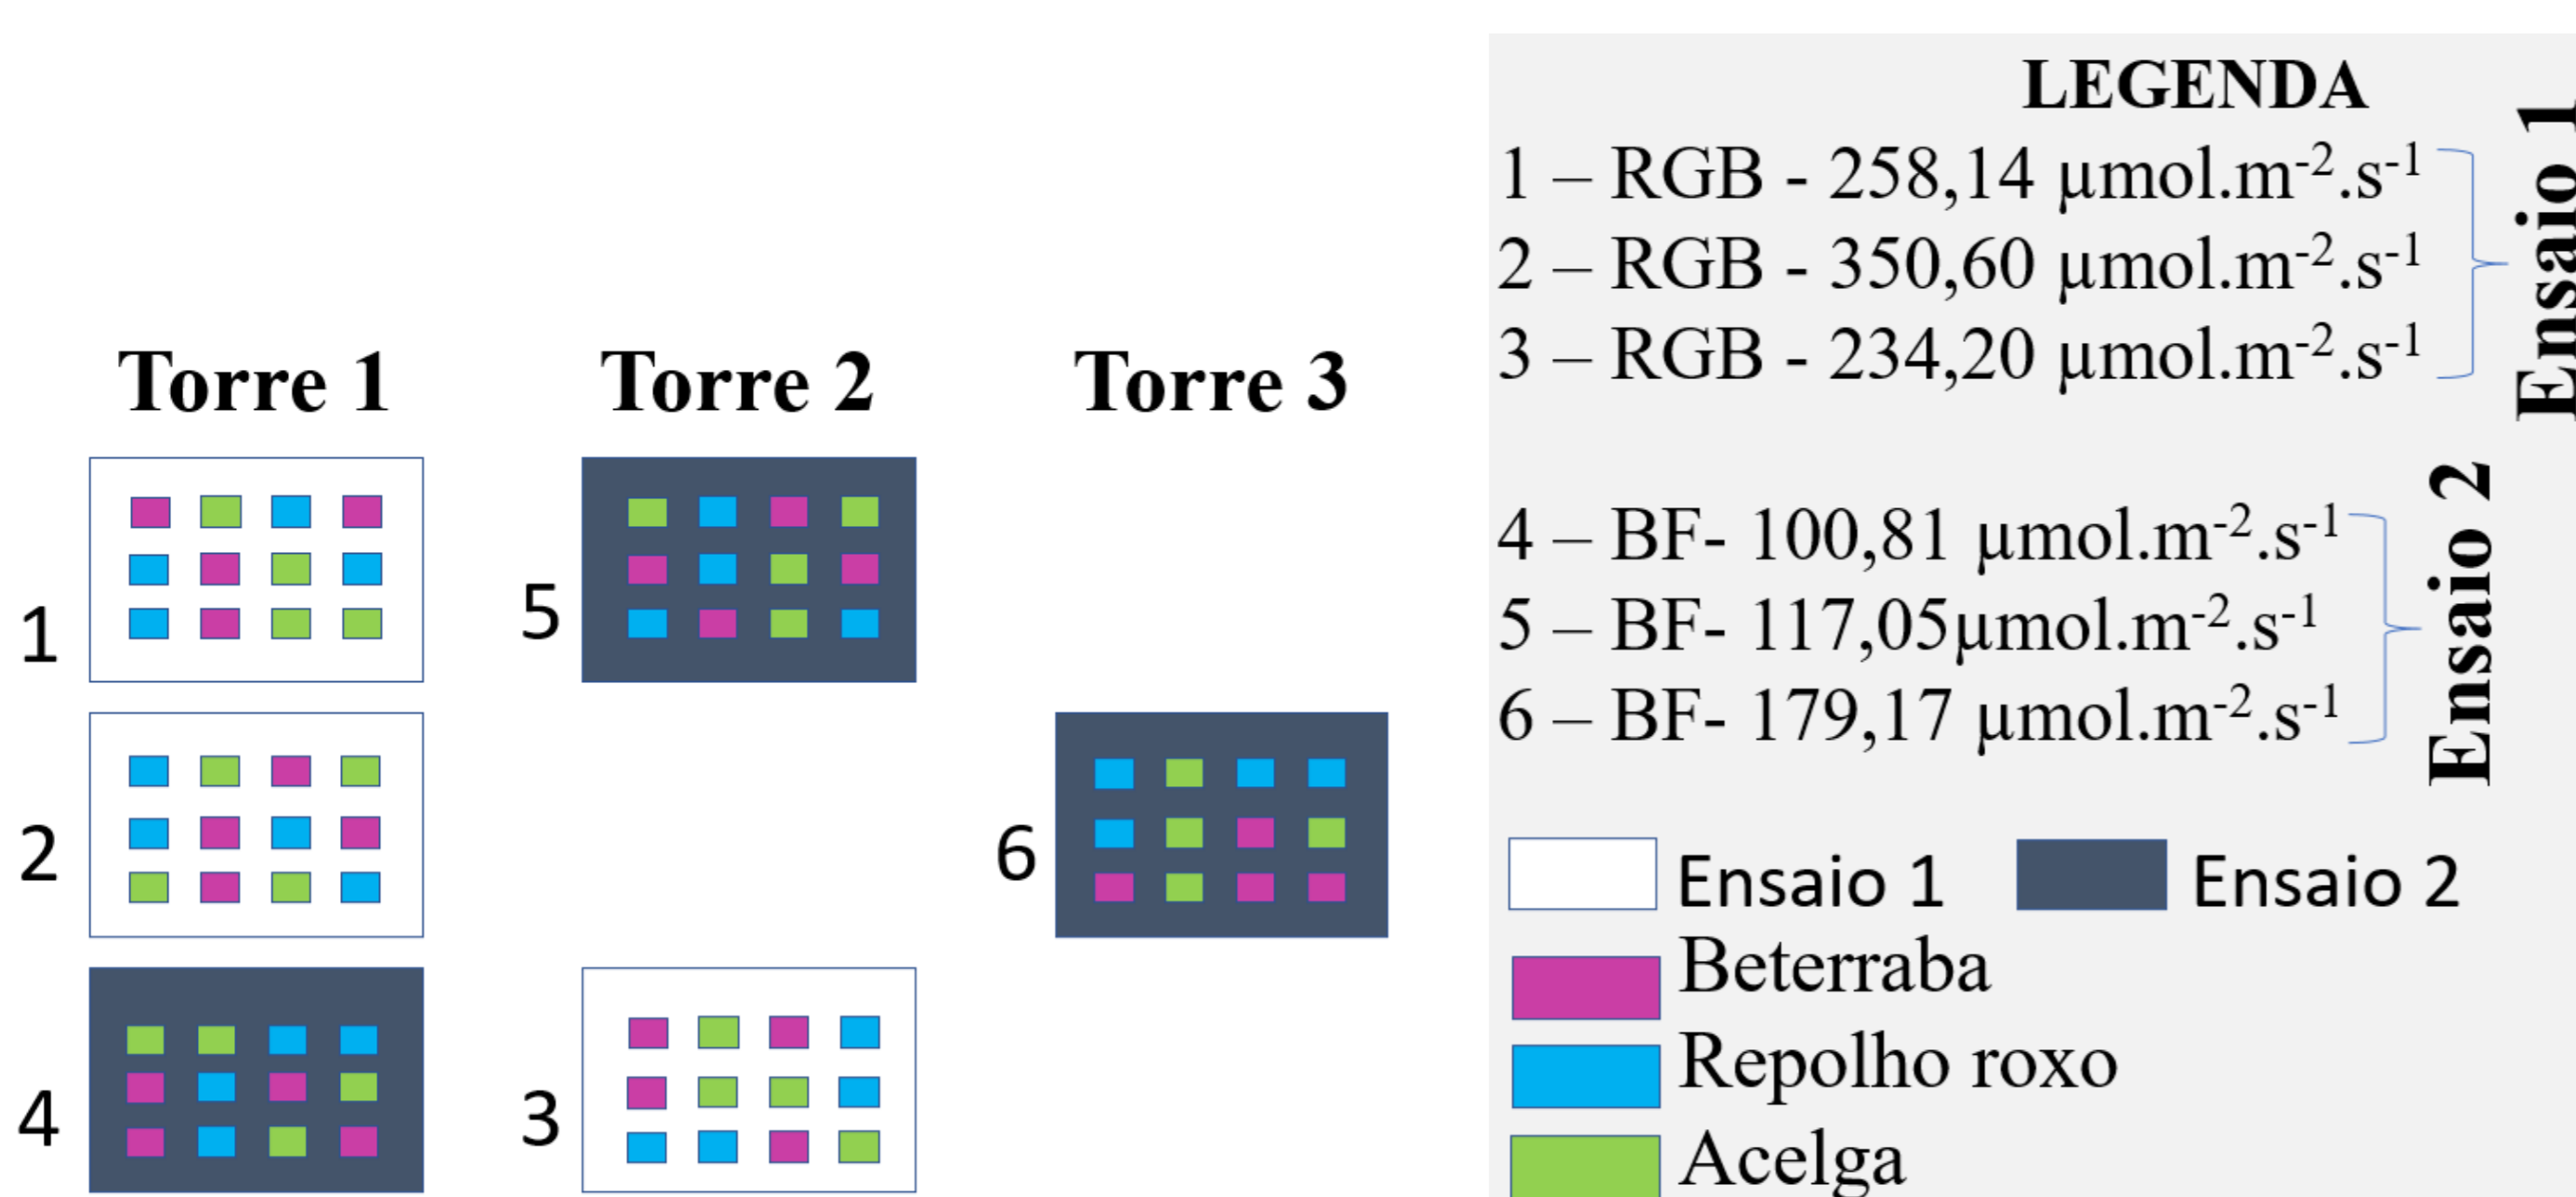 Torre 1
Torre 2
Torre 3
1
5
2
6
4
3
LEGENDA
1 – RGB - 258,14 µmol.m-2.s-1
2 – RGB - 350,60 µmol.m-2.s-1
3 – RGB - 234,20 µmol.m-2.s-1
Ensaio 1
4 – BF- 100,81 µmol.m-2.s-1
5 – BF- 117,05µmol.m-2.s-1
6 – BF- 179,17 µmol.m-2.s-1
Ensaio 2
Ensaio 1
Ensaio 2
Beterraba
Repolho roxo
Acelga